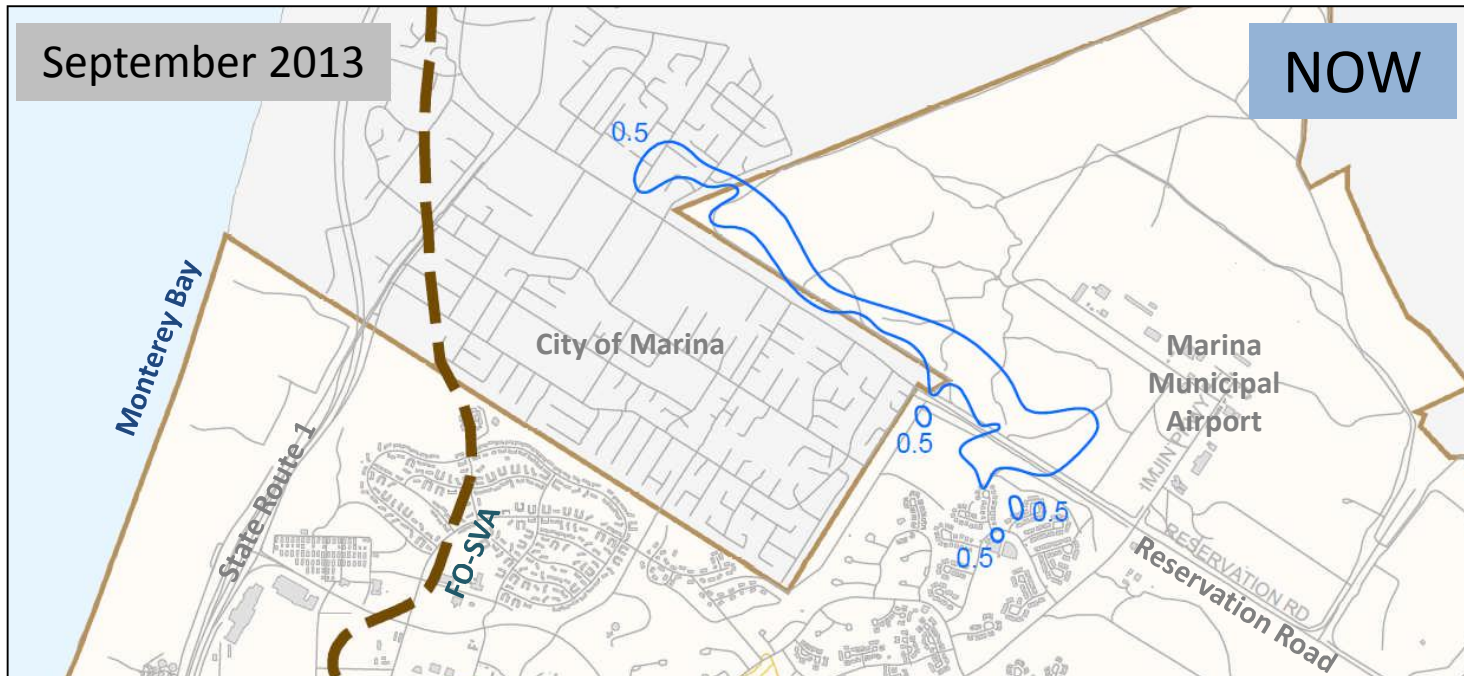 September 2013
NOW
0.5
Monterey Bay
City of Marina
Marina
Municipal
Airport
0.5
IMJIN PKWY
State Route 1
FO-SVA
0.5
0.5
RESERVATION RD
Reservation Road